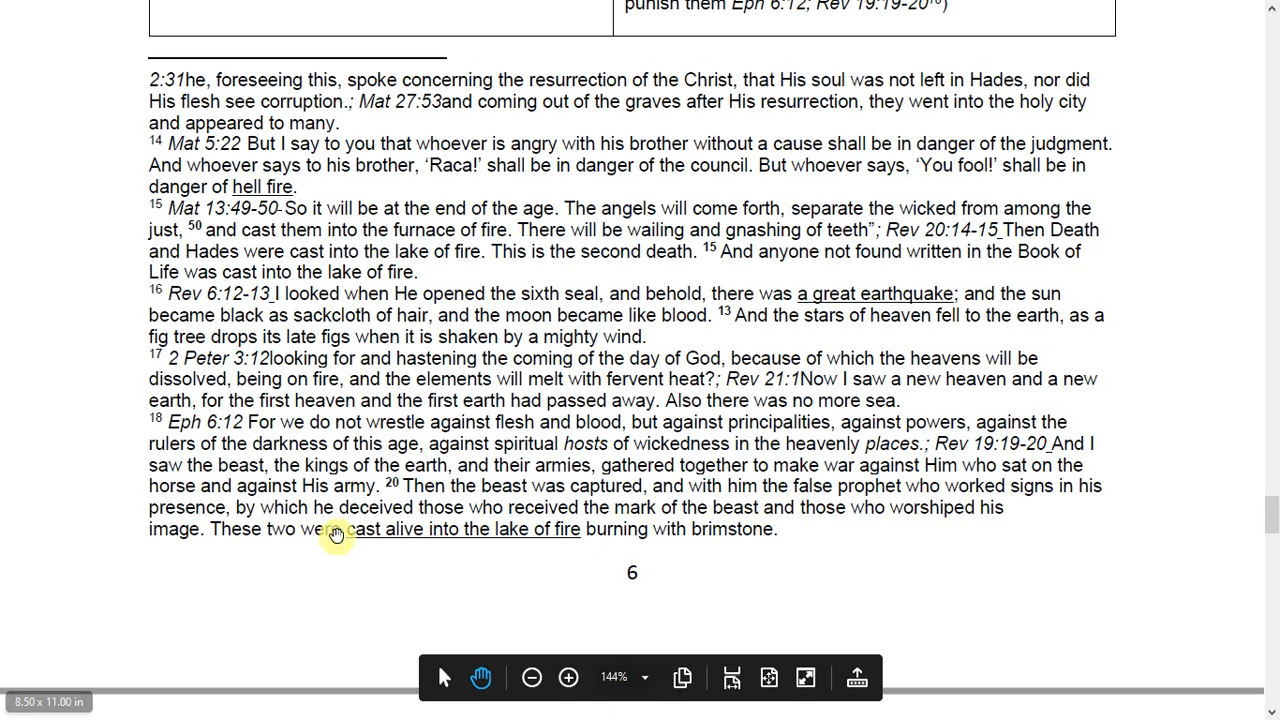 punish them Eph 6:12; Rev 19:19-20¹⁸)
2:31he, foreseeing this, spoke concerning the resurrection of the Christ, that His soul was not left in Hades, nor did
His flesh see corruption.; Mat 27:53and coming out of the graves after His resurrection, they went into the holy city
and appeared to many.
¹⁴ Mat 5:22 But I say to you that whoever is angry with his brother without a cause shall be in danger of the judgment.
And whoever says to his brother, ‘Raca!’ shall be in danger of the council. But whoever says, ‘You fool!’ shall be in
danger of hell fire.
¹⁵ Mat 13:49-50 So it will be at the end of the age. The angels will come forth, separate the wicked from among the
just, ⁵⁰ and cast them into the furnace of fire. There will be wailing and gnashing of teeth”; Rev 20:14-15 Then Death
and Hades were cast into the lake of fire. This is the second death. ¹⁵ And anyone not found written in the Book of
Life was cast into the lake of fire.
¹⁶ Rev 6:12-13 I looked when He opened the sixth seal, and behold, there was a great earthquake; and the sun
became black as sackcloth of hair, and the moon became like blood. ¹³ And the stars of heaven fell to the earth, as a
fig tree drops its late figs when it is shaken by a mighty wind.
¹⁷ 2 Peter 3:12looking for and hastening the coming of the day of God, because of which the heavens will be
dissolved, being on fire, and the elements will melt with fervent heat?; Rev 21:1Now I saw a new heaven and a new
earth, for the first heaven and the first earth had passed away. Also there was no more sea.
¹⁸ Eph 6:12 For we do not wrestle against flesh and blood, but against principalities, against powers, against the
rulers of the darkness of this age, against spiritual hosts of wickedness in the heavenly places.; Rev 19:19-20 And I
saw the beast, the kings of the earth, and their armies, gathered together to make war against Him who sat on the
horse and against His army. ²⁰ Then the beast was captured, and with him the false prophet who worked signs in his
presence, by which he deceived those who received the mark of the beast and those who worshiped his
image. These two were cast alive into the lake of fire burning with brimstone.
6
144%
8.50 x 11.00 in